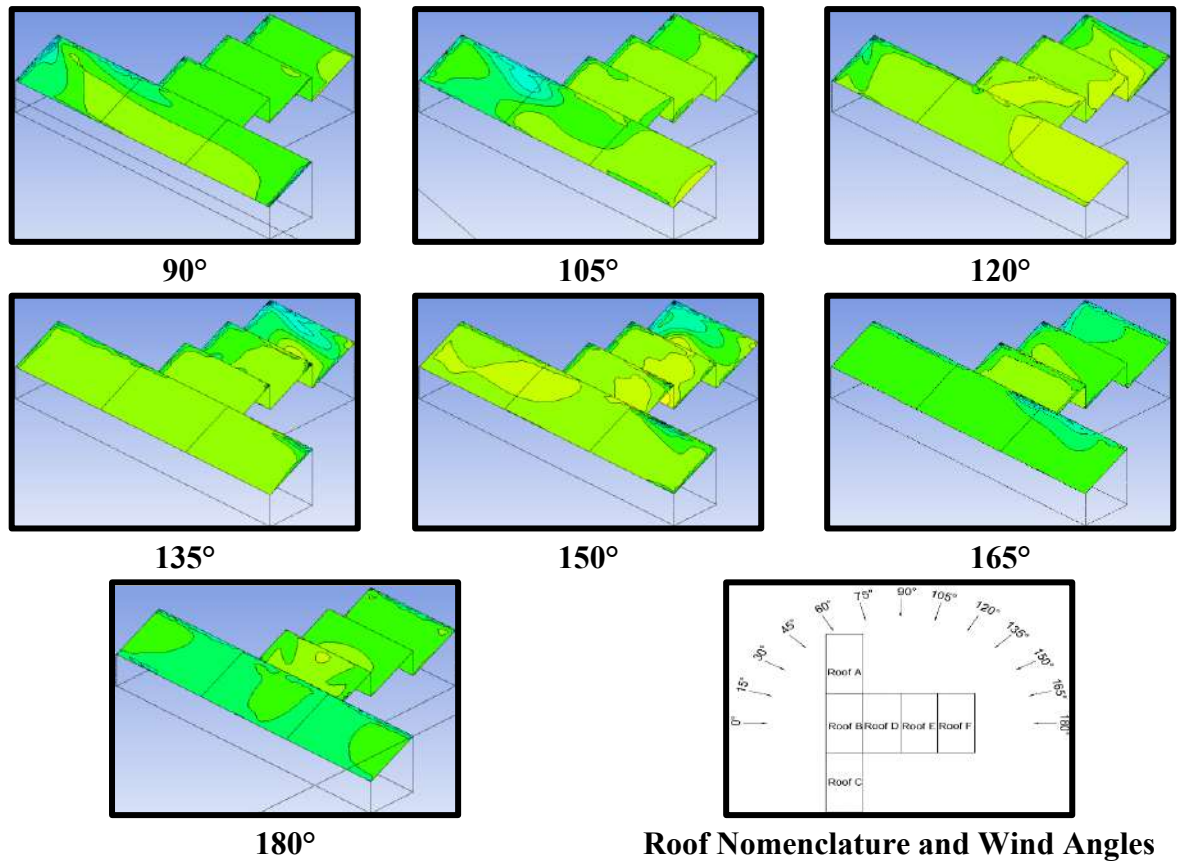 90° 105° 120°
135° 150° 165°
0° 15° 30° 45° 60° 75° 90° 105° 120° 135° 150° 165° 180°
Roof A
Roof B Roof D Roof E Roof F
Roof C
180° Roof Nomenclature and Wind Angles